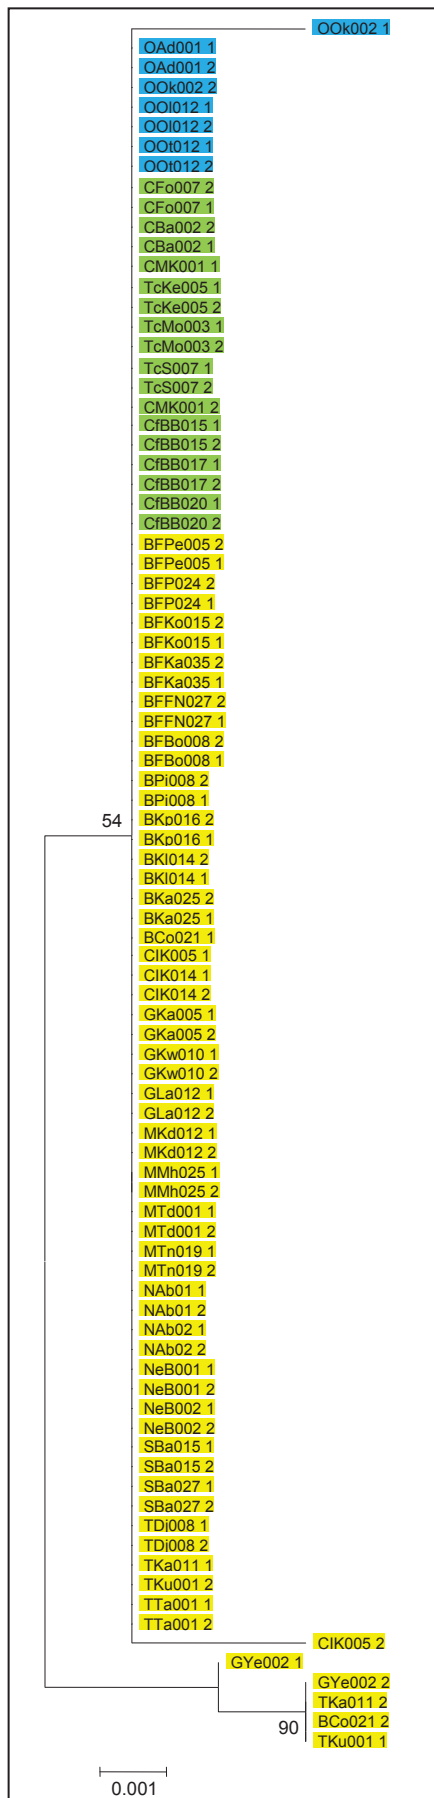 OOk002 1
OAd001 1
OAd001 2
OOk002 2
OOl012 1
OOl012 2
OOt012 1
OOt012 2
CFo007 2
CFo007 1
CBa002 2
CBa002 1
CMK001 1
TcKe005 1
TcKe005 2
TcMo003 1
TcMo003 2
TcS007 1
TcS007 2
CMK001 2
CfBB015 1
CfBB015 2
CfBB017 1
CfBB017 2
CfBB020 1
CfBB020 2
BFPe005 2
BFPe005 1
BFP024 2
BFP024 1
BFKo015 2
BFKo015 1
BFKa035 2
BFKa035 1
BFFN027 2
BFFN027 1
BFBo008 2
BFBo008 1
BPi008 2
BPi008 1
54
BKp016 2
BKp016 1
BKl014 2
BKl014 1
BKa025 2
BKa025 1
BCo021 1
CIK005 1
CIK014 1
CIK014 2
GKa005 1
GKa005 2
GKw010 1
GKw010 2
GLa012 1
GLa012 2
MKd012 1
MKd012 2
MMh025 1
MMh025 2
MTd001 1
MTd001 2
MTn019 1
MTn019 2
NAb01 1
NAb01 2
NAb02 1
NAb02 2
NeB001 1
NeB001 2
NeB002 1
NeB002 2
SBa015 1
SBa015 2
SBa027 1
SBa027 2
TDj008 1
TDj008 2
TKa011 1
TKu001 2
TTa001 1
TTa001 2
CIK005 2
GYe002 1
GYe002 2
TKa011 2
BCo021 2
90
TKu001 1
0.001